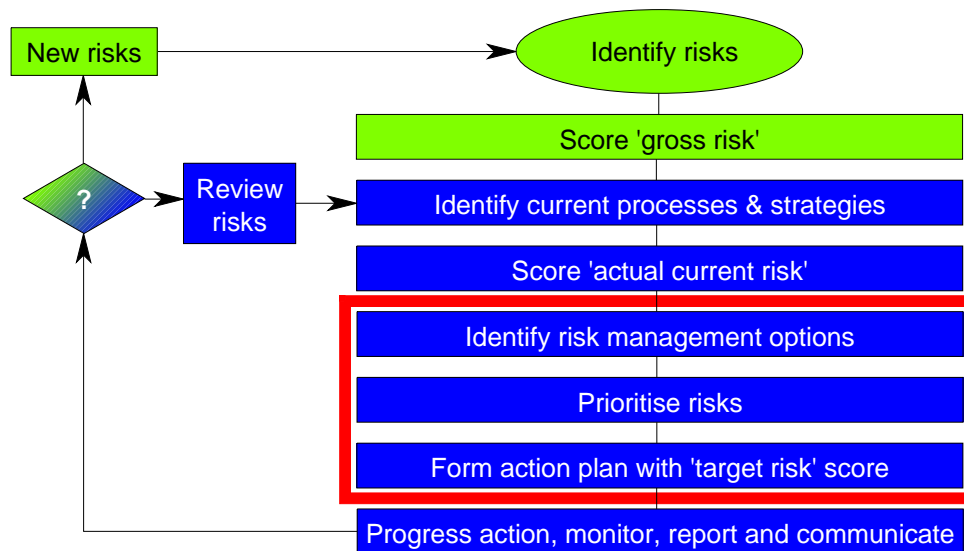 New risks
Identify risks
Score 'gross risk'
?
Review
risks
Identify current processes & strategies
Score 'actual current risk'
Identify risk management options
Prioritise risks
Form action plan with 'target risk' score
Progress action, monitor, report and communicate